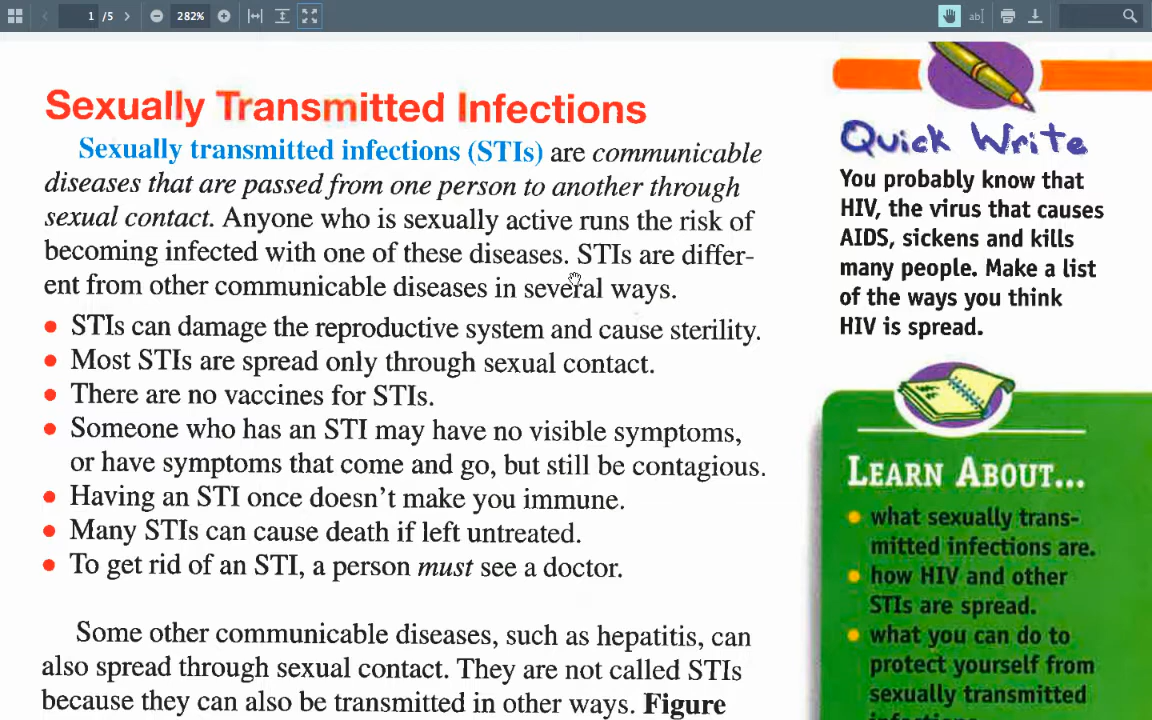 1 /5
282%
ab
Sexually Transmitted Infections
Sexually transmitted infections (STIs) are communicable
diseases that are passed from one person to another through
sexual contact. Anyone who is sexually active runs the risk of
becoming infected with one of these diseases. STIs are differ-
ent from other communicable diseases in several ways.
• STIs can damage the reproductive system and cause sterility.
• Most STIs are spread only through sexual contact.
• There are no vaccines for STIs.
• Someone who has an STI may have no visible symptoms,
or have symptoms that come and go, but still be contagious.
• Having an STI once doesn't make you immune.
• Many STIs can cause death if left untreated.
• To get rid of an STI, a person must see a doctor.
Some other communicable diseases, such as hepatitis, can
also spread through sexual contact. They are not called STIs
because they can also be transmitted in other ways. Figure
Quick Write
You probably know that
HIV, the virus that causes
AIDS, sickens and kills
many people. Make a list
of the ways you think
HIV is spread.
LEARN ABOUT...
• what sexually trans-
mitted infections are.
• how HIV and other
STIs are spread.
• what you can do to
protect yourself from
sexually transmitted